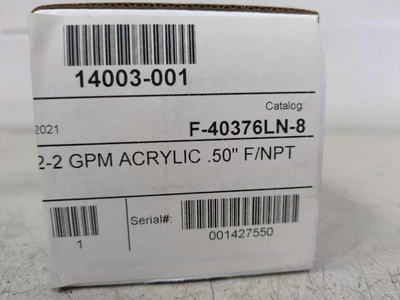 14003-001
Catalog:
2021 F-40376LN-8
2-2 GPM ACRYLIC .50" F/NPT
Serial#:
1 001427550